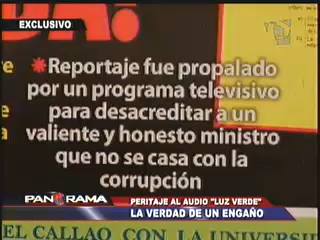 EXCLUSIVO
DA!
*Reportaje fue propalado
por un programa televisivo
para desacreditar a un
valiente y honesto ministro
que no se casa con la
corrupción
PERITAJE AL AUDIO "LUZ VERDE"
PANORAMA
LA VERDAD DE UN ENGAÑO
EL CALLAO CON LA UNIVERSI